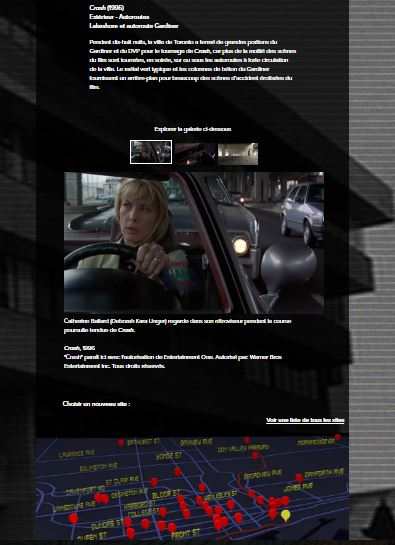 Crash (1996)
Extérieur - Autoroutes
Lakeshore et autoroute Gardiner
Pendant dix-huit nuits, la ville de Toronto a fermé de grandes portions du
Gardiner et du DVP pour le tournage de Crash, car plus de la moitié des scènes
du film sont tournées, en soirée, sur ou sous les autoroutes à forte circulation
de la ville. Le métal vert typique et les colonnes de béton du Gardiner
fournissent un arrière-plan pour beaucoup des scènes d'accident érotisées du
film.
Explorer la galerie ci-dessous
Catherine Ballard (Deborah Kara Unger) regarde dans son rétroviseur pendant la course
poursuite tendue de Crash.
Crash, 1996
"Crash" paraît ici avec l'autorisation de Entertainment One. Autorisé par: Warner Bros
Entertainment Inc. Tous droits réservés.
Choisir un nouveau site :
Voir une liste de tous les sites
BATHURST ST
BAYVIEW AVE
MORNINGSIDE
LAWRENCE AVE
YONGE ST
DON VALLEY PARKWAY
EGLINTON AVE
ST CLAIR AVE
BROADVIEW AVE
DANFORTH AVE
DAVENPORT RD
OSSINGTON AVE
BLOOR ST
JONES AVE
LANSDOWNE AVE
HARBORD ST
WELLESLEY ST
COLLEGE ST
DUNDAS ST
QUEEN ST
FRONT ST